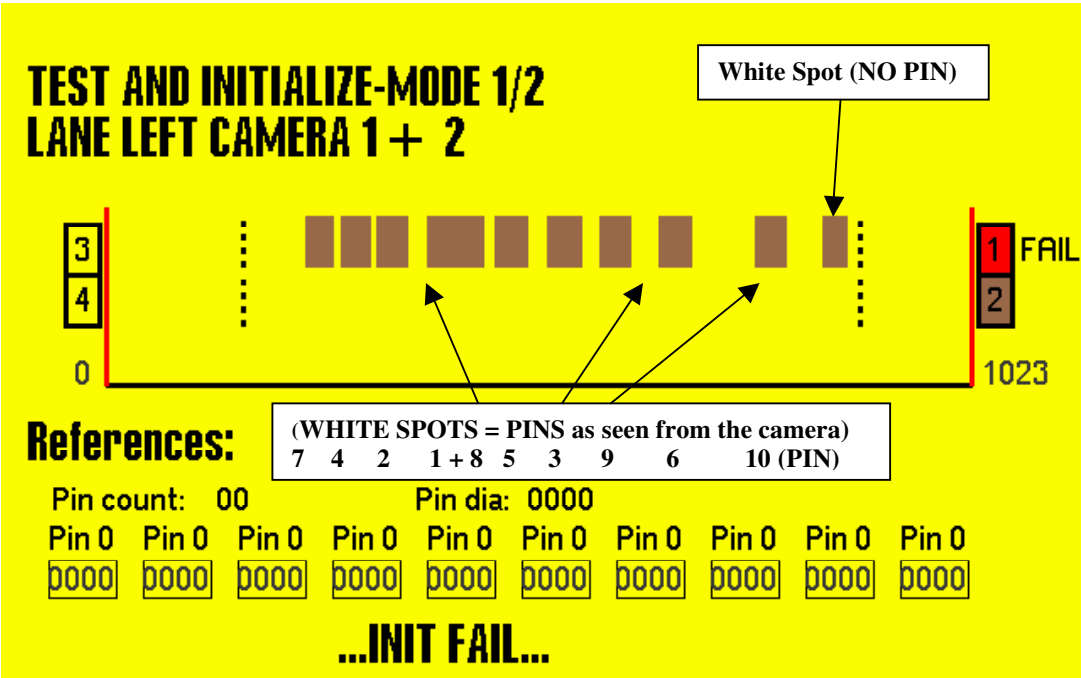 TEST AND INITIALIZE-MODE 1/2
LANE LEFT CAMERA 1 + 2
White Spot (NO PIN)
3
4
1 FAIL
2
0
1023
References:
(WHITE SPOTS = PINS as seen from the camera)
7 4 2 1 + 8 5 3 9 6 10 (PIN)
Pin count: 00 Pin dia: 0000
Pin 0 Pin 0 Pin 0 Pin 0 Pin 0 Pin 0 Pin 0 Pin 0 Pin 0 Pin 0
0000 0000 0000 0000 0000 0000 0000 0000 0000 0000
...INIT FAIL...